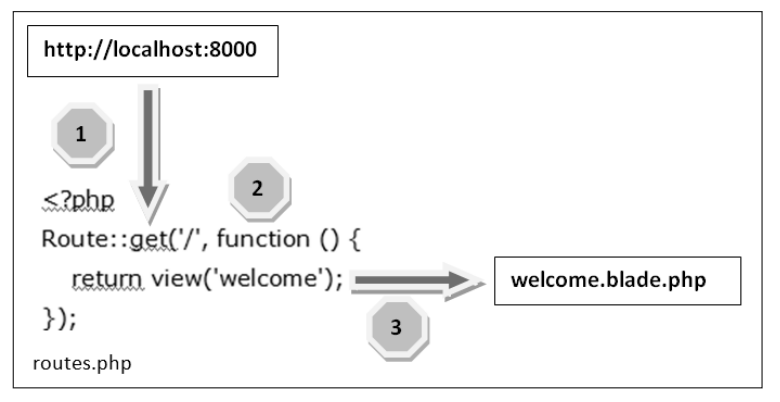 http://localhost:8000
1
<?php
2
Route::get('/', function () {
return view('welcome');
welcome.blade.php
});
3
routes.php